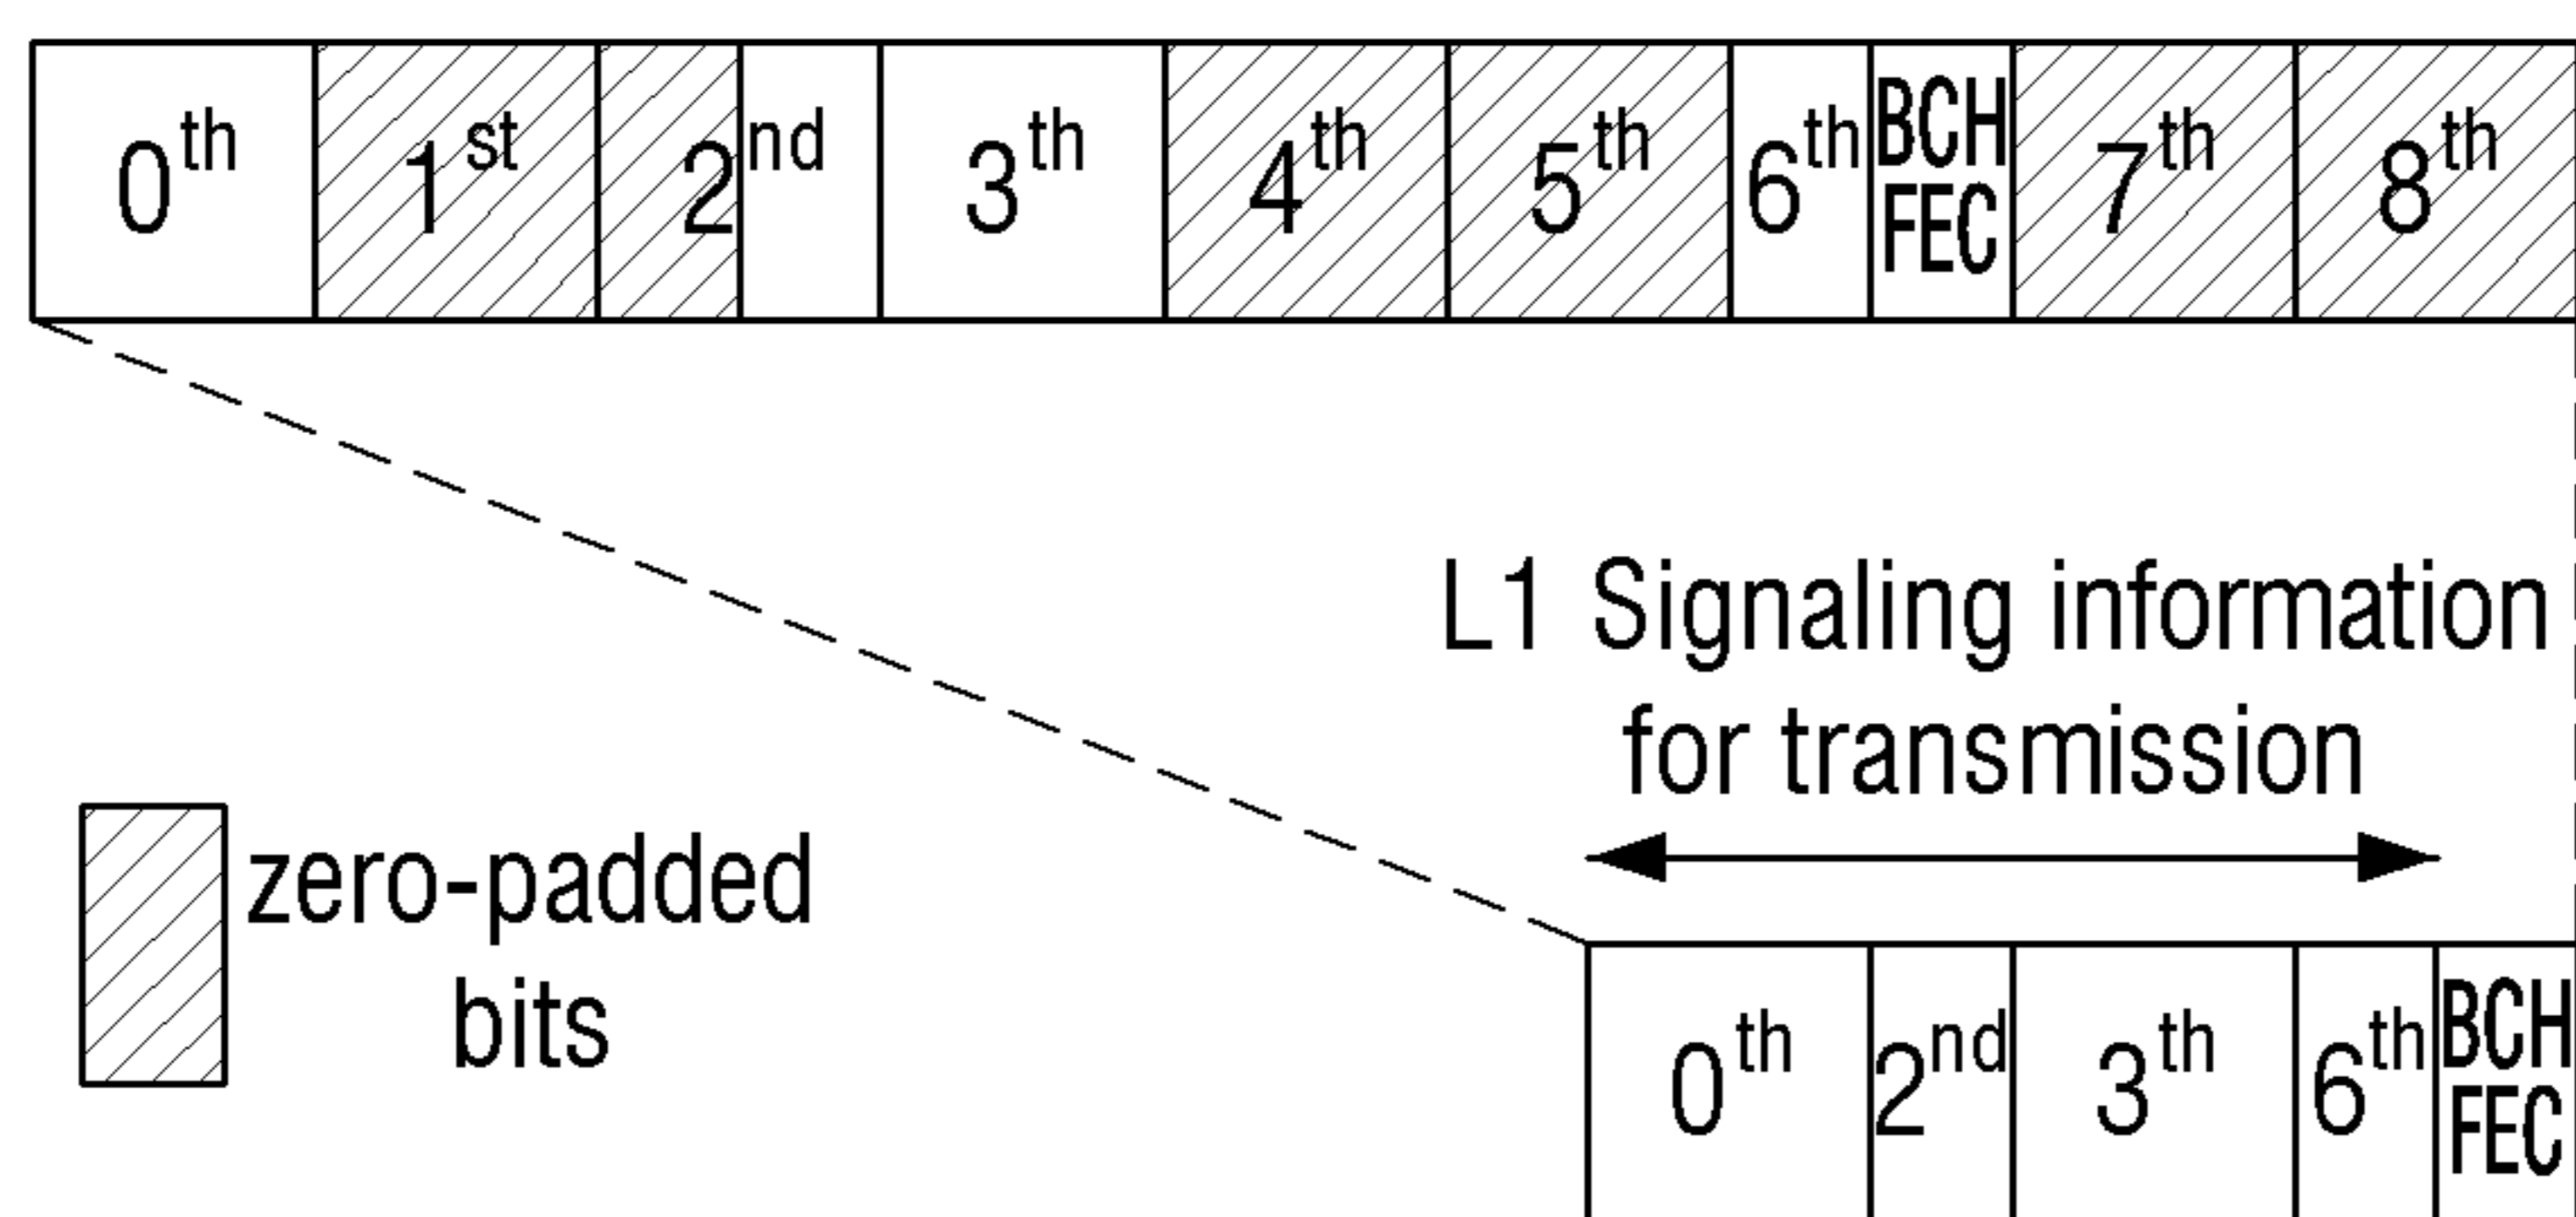 0th 1st 2nd 3th 4th 5th 6th BCH FEC 7th 8th
L1 Signaling information
for transmission
zero-padded
bits
0th 2nd 3th 6th BCH FEC